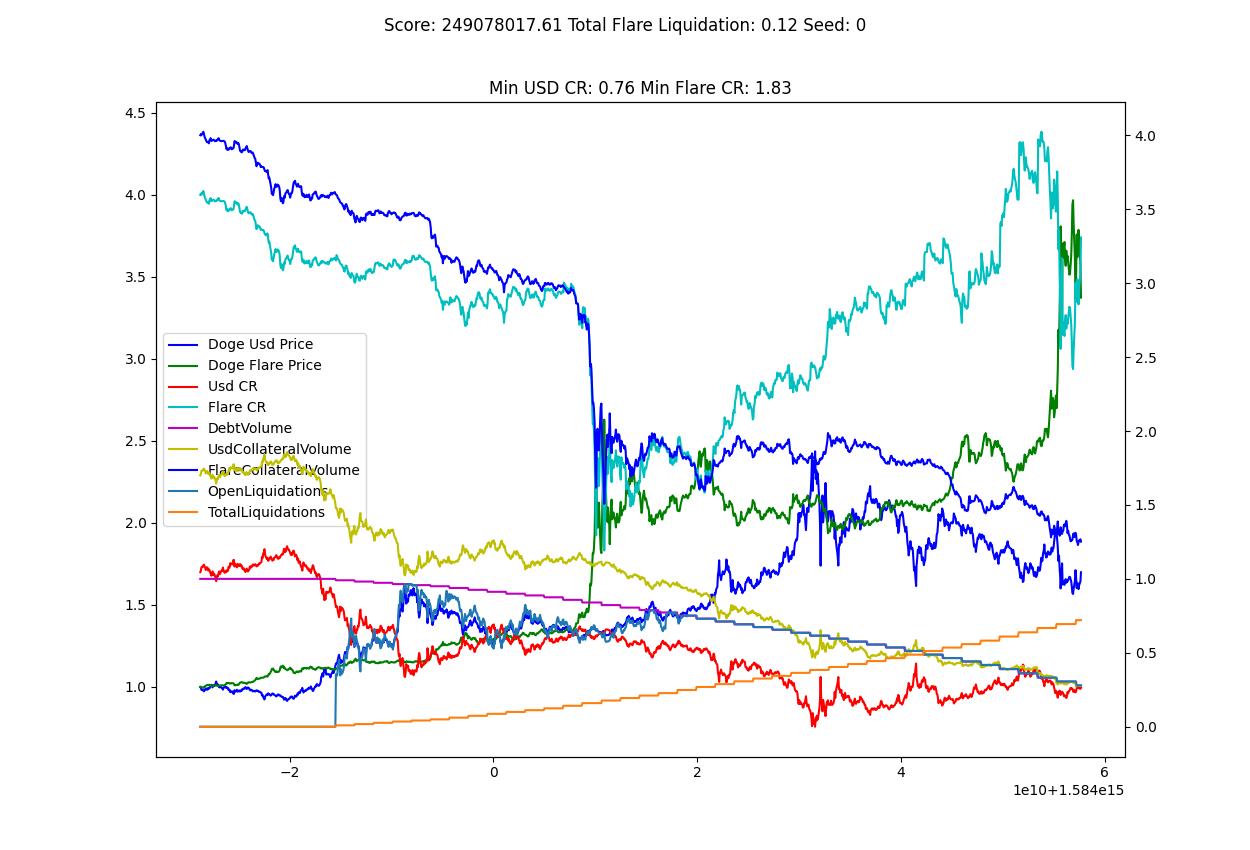 Score: 249078017.61 Total Flare Liquidation: 0.12 Seed: 0
Min USD CR: 0.76 Min Flare CR: 1.83
4.5
4.0
3.5
3.0
2.5
2.0
1.5
1.0
Doge Usd Price
Doge Flare Price
Usd CR
Flare CR
DebtVolume
UsdCollateralVolume
FlareCollateralVolume
OpenLiquidations
TotalLiquidations
4.0
3.5
3.0
2.5
2.0
1.5
1.0
0.5
0.0
−2 0 2 4 6
1e10+1.584e15